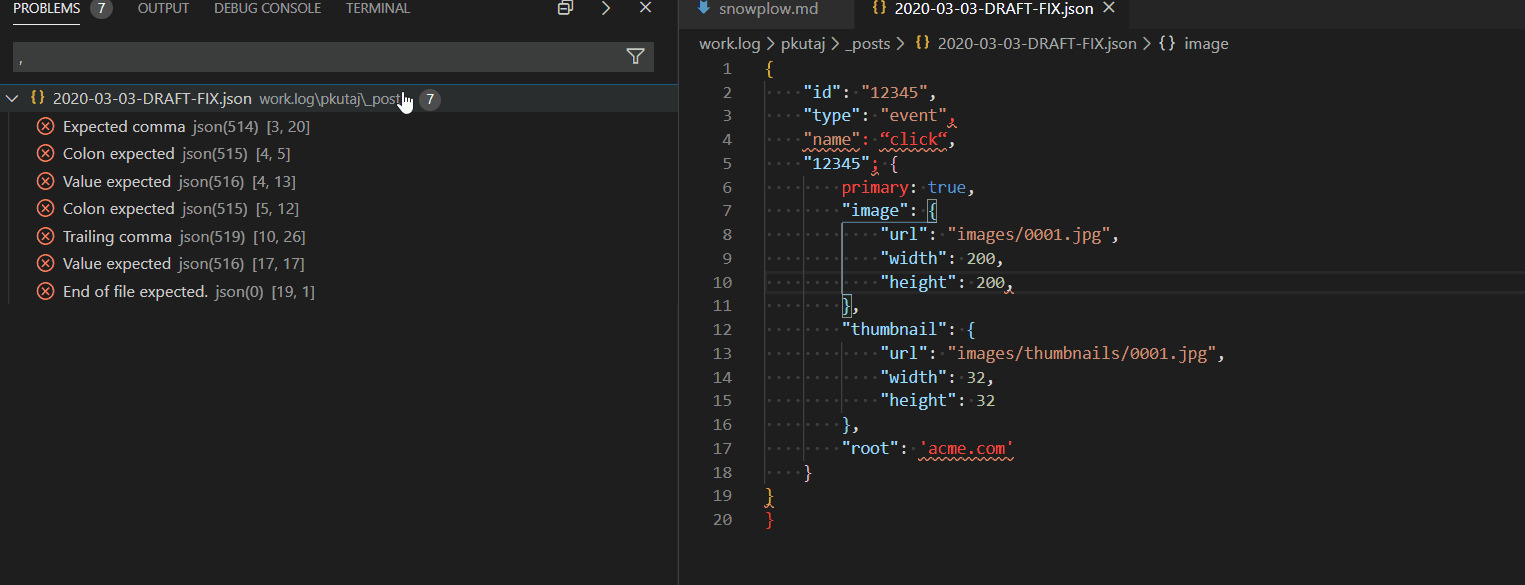 PROBLEMS 7 OUTPUT DEBUG CONSOLE TERMINAL
,
2020-03-03-DRAFT-FIX.json work.log\pkutaj\_post 7
Expected comma json(514) [3, 20]
Colon expected json(515) [4, 5]
Value expected json(516) [4, 13]
Colon expected json(515) [5, 12]
Trailing comma json(519) [10, 26]
Value expected json(516) [17, 17]
End of file expected. json(0) [19, 1]
snowplow.md {} 2020-03-03-DRAFT-FIX.json
work.log > pkutaj > _posts > {} 2020-03-03-DRAFT-FIX.json > {} image
1 {
2 "id": "12345",
3 "type": "event",
4 "name": “click“,
5 "12345"; {
6 primary: true,
7 "image": {
8 "url": "images/0001.jpg",
9 "width": 200,
10 "height": 200,
11 },
12 "thumbnail": {
13 "url": "images/thumbnails/0001.jpg",
14 "width": 32,
15 "height": 32
16 },
17 "root": 'acme.com'
18 }
19 }
20 }